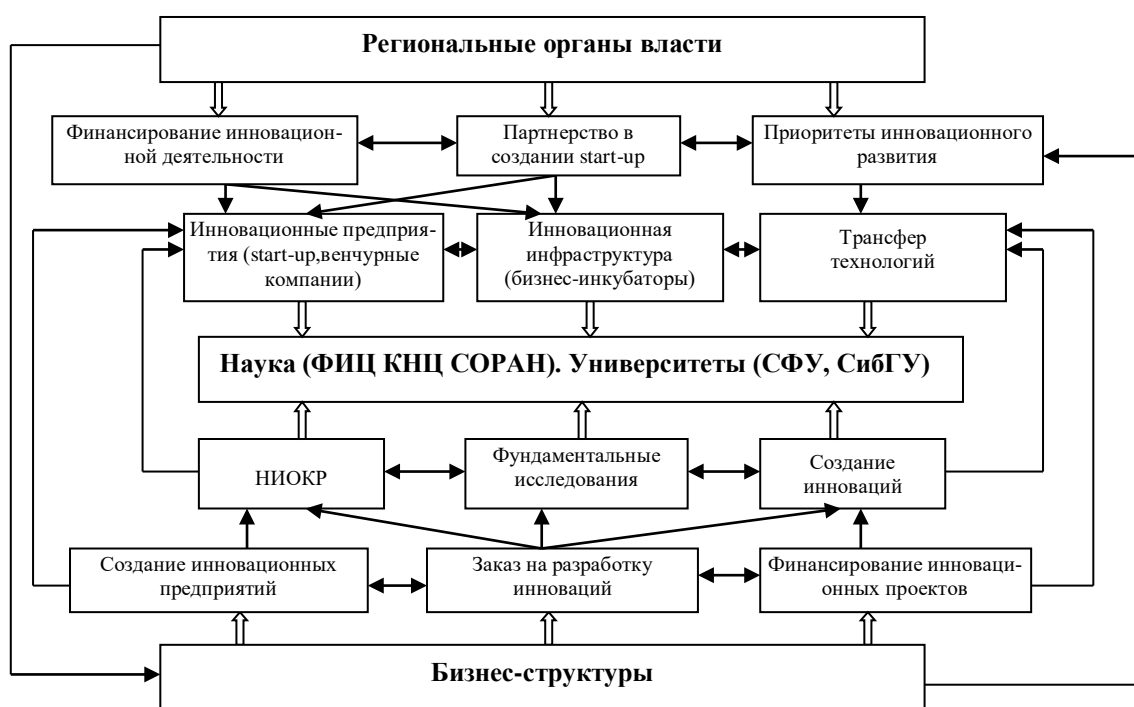 Региональные органы власти
Финансирование инновацион-
ной деятельности
Партнерство в
создании start-up
Приоритеты инновационного
развития
Инновационные предприя-
тия (start-up,венчурные
компании)
Инновационная
инфраструктура
(бизнес-инкубаторы)
Трансфер
технологий
Наука (ФИЦ КНЦ СОРАН). Университеты (СФУ, СибГУ)
НИОКР
Фундаментальные
исследования
Создание
инноваций
Создание инновационных
предприятий
Заказ на разработку
инноваций
Финансирование инноваци-
онных проектов
Бизнес-структуры